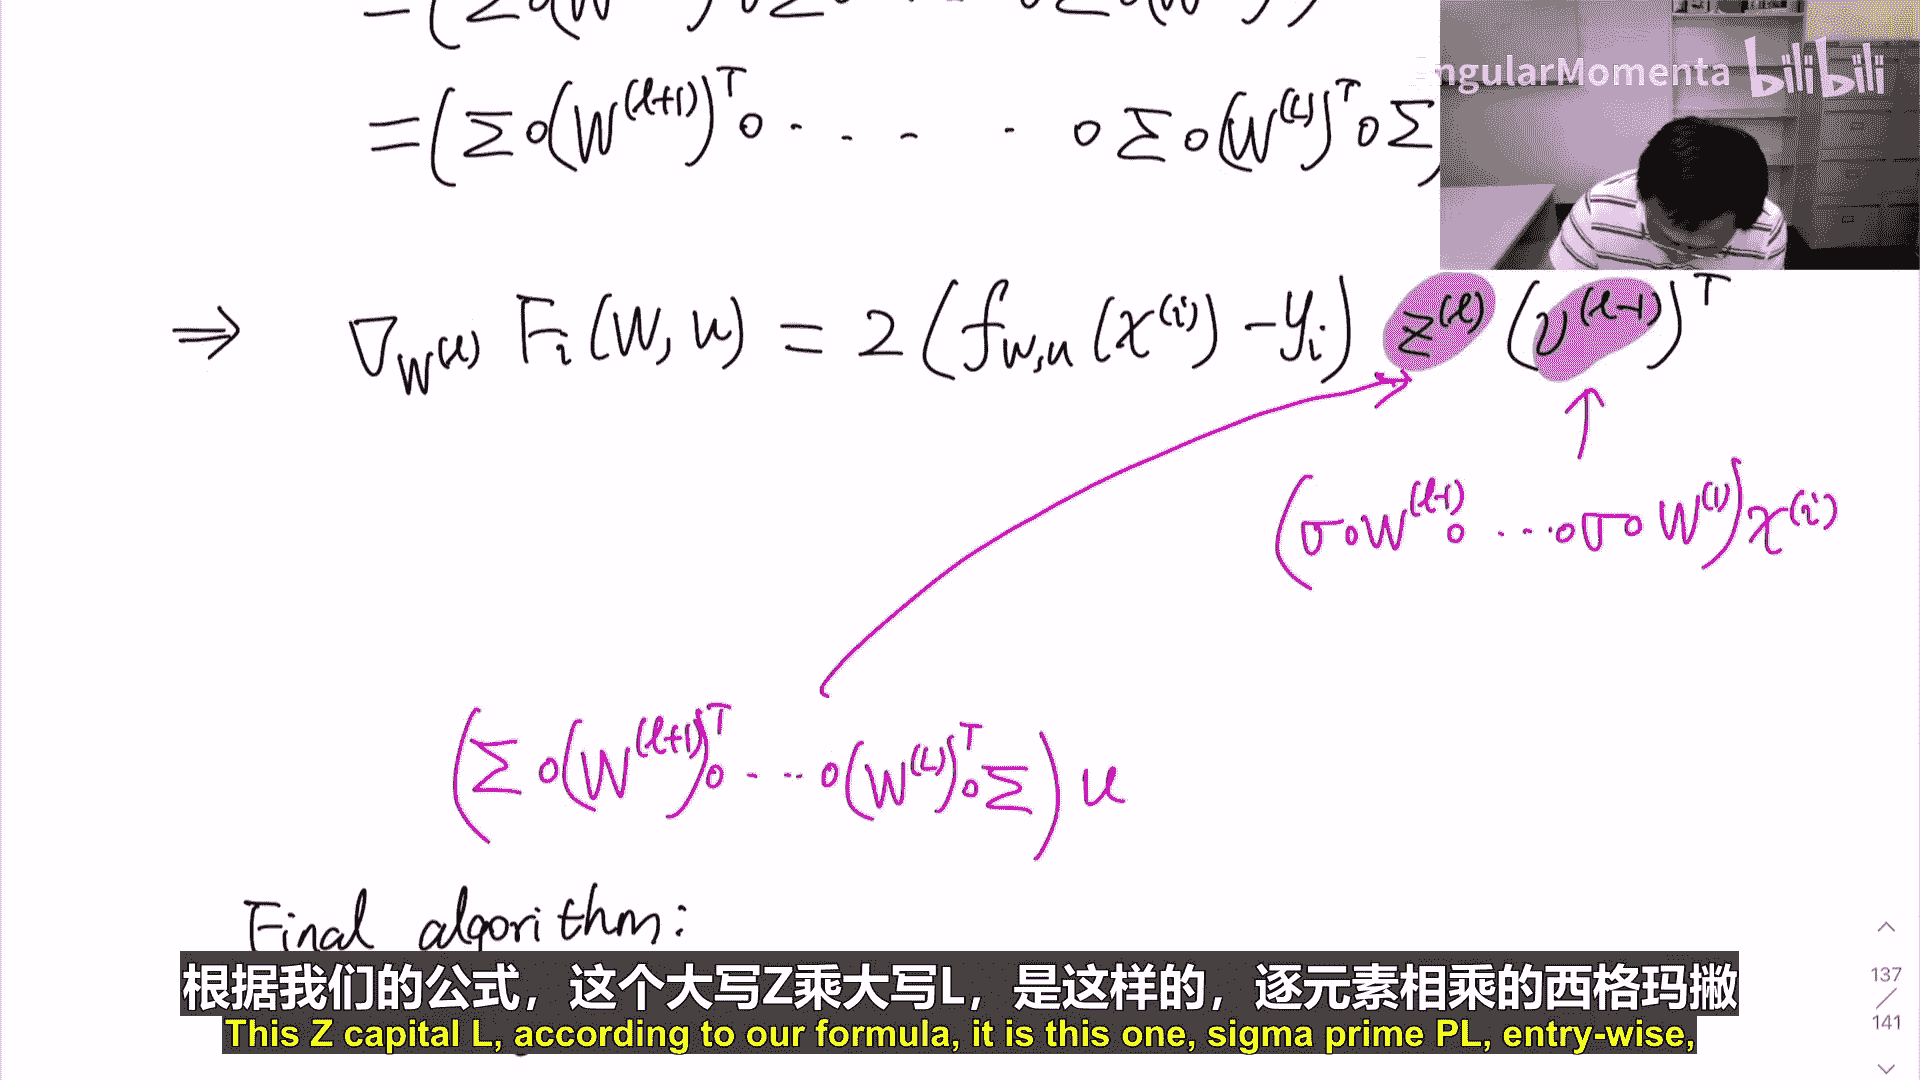 = (Σ∘(W^{(l+1)})^T∘ · · · · ∘Σ∘(W^{(L)})^T∘Σ)
ngularMomenta bilibili
⇒ ∇_{W^{(l)}} F_i(W,u) = 2(f_{W,u}(x^{(i)}) − y_i) z^{(l)} (v^{(l-1)})^T
(σ∘W^{(l-1)}∘ · · · ∘σ∘W^{(1)})x^{(i)}
(Σ∘(W^{(l+1)})^T∘ · · · ∘(W^{(L)})^T∘Σ)u
Final algorithm:
137
/
141
根据我们的公式，这个大写Z乘大写L，是这样的，逐元素相乘的西格玛撇
This Z capital L, according to our formula, it is this one, sigma prime PL, entry-wise,